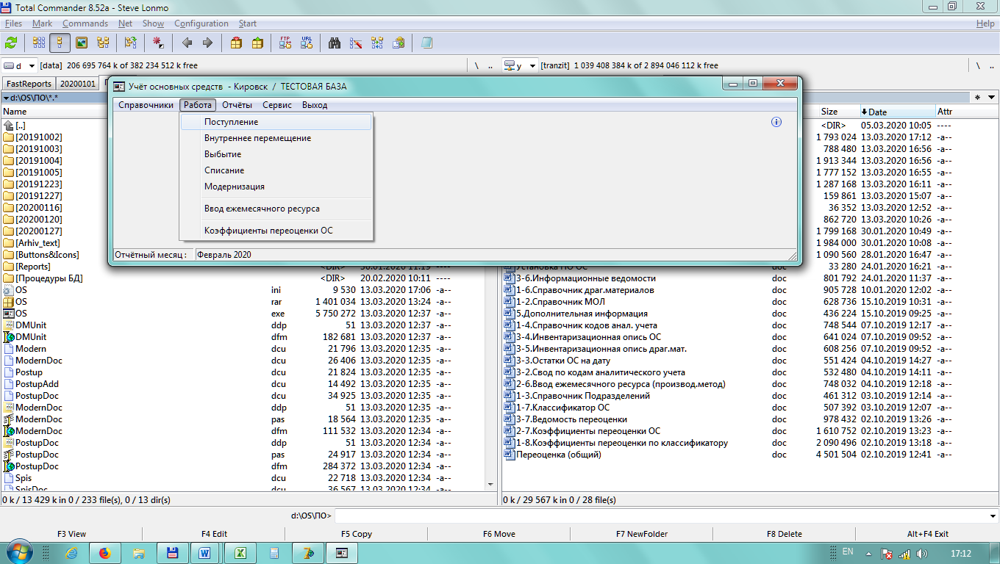 Total Commander 8.52a - Steve Lonmo
Files Mark Commands Net Show Configuration Start Help
FTP URL
d [data] 206 695 764 k of 382 234 512 k free \ ..
y [tranzit] 1 039 408 384 k of 2 894 046 112 k free \ ..
FastReports 20200101
Учёт основных средств - Кировск / ТЕСТОВАЯ БАЗА
Справочники Работа Отчёты Сервис Выход
Поступление
Внутреннее перемещение
Выбытие
Списание
Модернизация
Ввод ежемесячного ресурса
Коэффициенты переоценки ОС
Отчётный месяц : Февраль 2020
d:\OS\ПО\*.*
Name
[..]
[20191002]
[20191003]
[20191004]
[20191005]
[20191223]
[20191227]
[20200116]
[20200120]
[20200127]
[Arhiv_text]
[Buttons&Icons]
[Reports] <DIR> 30.01.2020 11:19 ----
[Процедуры БД] <DIR> 20.02.2020 10:11 ----
OS ini 9 530 13.03.2020 17:06 -a--
OS rar 1 401 034 13.03.2020 13:24 -a--
OS exe 5 750 272 13.03.2020 12:37 -a--
DMUnit ddp 51 13.03.2020 12:37 -a--
DMUnit dfm 182 681 13.03.2020 12:37 -a--
Modern dcu 21 796 13.03.2020 12:35 -a--
ModernDoc dcu 26 406 13.03.2020 12:35 -a--
Postup dcu 21 824 13.03.2020 12:35 -a--
PostupAdd dcu 14 492 13.03.2020 12:35 -a--
PostupDoc dcu 34 925 13.03.2020 12:35 -a--
ModernDoc ddp 51 13.03.2020 12:35 -a--
ModernDoc pas 18 564 13.03.2020 12:35 -a--
ModernDoc dfm 111 532 13.03.2020 12:34 -a--
PostupDoc ddp 51 13.03.2020 12:34 -a--
PostupDoc pas 24 917 13.03.2020 12:34 -a--
PostupDoc dfm 284 372 13.03.2020 12:34 -a--
Spis dcu 22 718 13.03.2020 12:34 -a--
SpisDoc dcu 36 567 13.03.2020 12:34 -a--
0 k / 13 429 k in 0 / 233 file(s), 0 / 13 dir(s)
* 
Size Date Attr
<DIR> 05.03.2020 10:05 ----
1 793 024 13.03.2020 17:12 -a--
788 480 13.03.2020 16:56 -a--
1 913 344 13.03.2020 16:56 -a--
1 777 152 13.03.2020 16:55 -a--
1 287 168 13.03.2020 16:11 -a--
159 861 13.03.2020 15:07 -a--
36 352 13.03.2020 12:52 -a--
862 720 13.03.2020 10:26 -a--
1 799 168 30.01.2020 10:49 -a--
1 984 000 30.01.2020 10:08 -a--
1 090 560 28.01.2020 16:47 -a--
Установка ПО ОС doc 33 280 24.01.2020 16:21 -a--
3-6.Информационные ведомости doc 801 792 24.01.2020 11:37 -a--
1-6.Справочник драг.материалов doc 905 728 10.01.2020 12:02 -a--
1-2.Справочник МОЛ doc 628 736 15.10.2019 10:31 -a--
5.Дополнительная информация doc 436 224 15.10.2019 09:25 -a--
1-4.Справочник кодов анал. учета doc 748 544 07.10.2019 12:17 -a--
3-4.Инвентаризационная опись ОС doc 641 024 07.10.2019 09:52 -a--
3-5.Инвентаризационная опись драг.мат. doc 608 256 07.10.2019 09:52 -a--
3-3.Остатки ОС на дату doc 551 424 04.10.2019 14:27 -a--
3-2.Свод по кодам аналитического учета doc 532 480 04.10.2019 14:11 -a--
2-6.Ввод ежемесячного ресурса (производ.метод) doc 748 032 04.10.2019 12:18 -a--
1-3.Справочник Подразделений doc 461 312 03.10.2019 12:14 -a--
1-7.Классификатор ОС doc 507 392 03.10.2019 12:07 -a--
3-7.Ведомость переоценки doc 978 432 02.10.2019 13:26 -a--
2-7.Коэффициенты переоценки ОС doc 1 610 752 02.10.2019 13:23 -a--
1-8.Коэффициенты переоценки по классификатору doc 2 090 496 02.10.2019 13:18 -a--
Переоценка (общий) doc 4 501 504 02.10.2019 12:41 -a--
0 k / 29 567 k in 0 / 28 file(s)
d:\OS\ПО>
F3 View F4 Edit F5 Copy F6 Move F7 NewFolder F8 Delete Alt+F4 Exit
EN 17:12